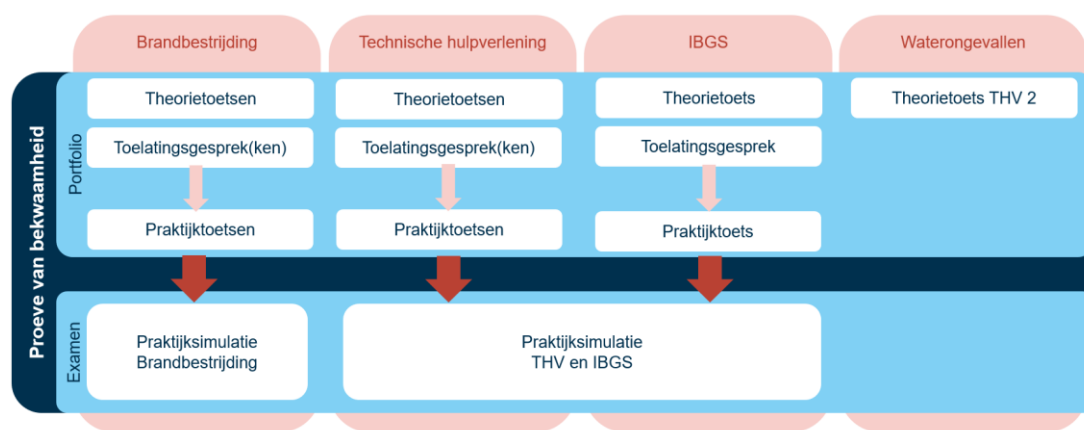 Brandbestrijding
Technische hulpverlening
IBGS
Waterongevallen
Proeve van bekwaamheid
Portfolio
Theorietoetsen
Theorietoetsen
Theorietoets
Theorietoets THV 2
Toelatingsgesprek(ken)
Toelatingsgesprek(ken)
Toelatingsgesprek
Praktijktoetsen
Praktijktoetsen
Praktijktoets
Examen
Praktijksimulatie
Brandbestrijding
Praktijksimulatie
THV en IBGS